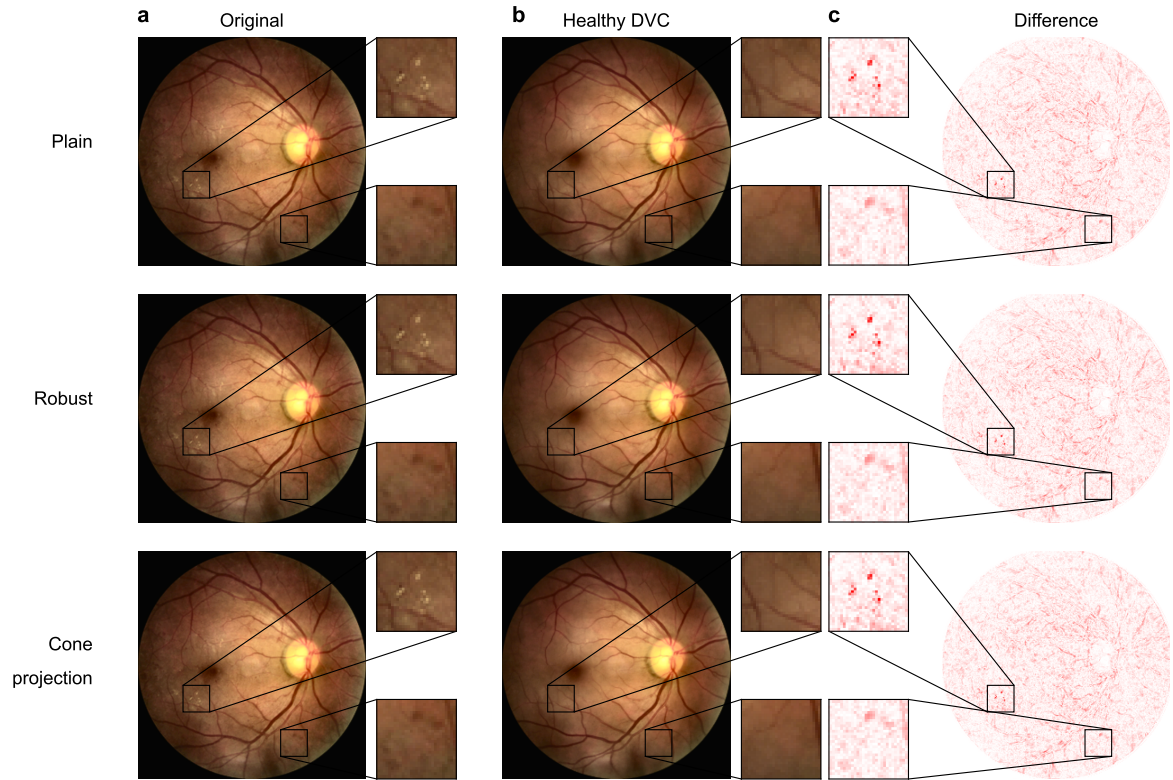 a
Original
b
Healthy DVC
c
Difference
Plain
Robust
Cone
projection